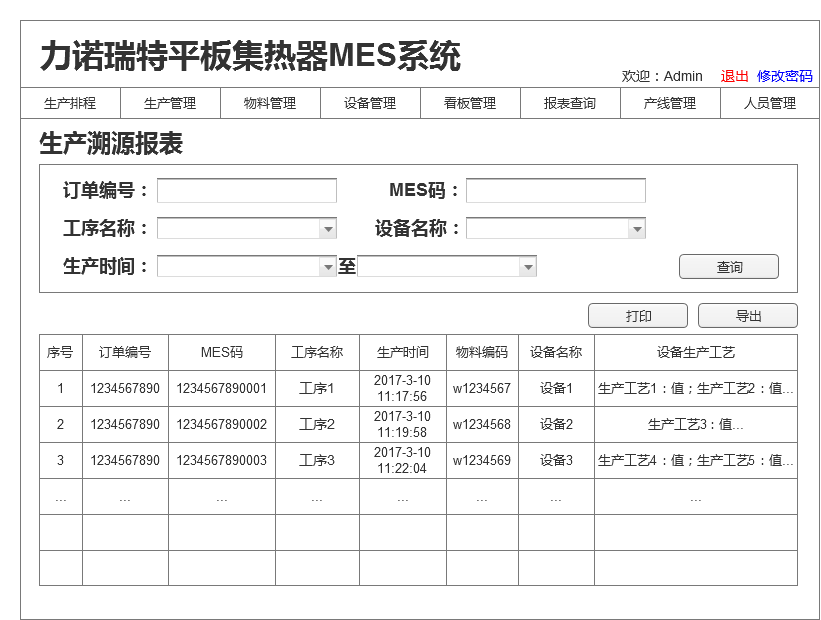 力诺瑞特平板集热器MES系统
欢迎：Admin 退出 修改密码
生产排程 生产管理 物料管理 设备管理 看板管理 报表查询 产线管理 人员管理
生产溯源报表
订单编号： MES码：
工序名称： 设备名称：
生产时间： 至 查询
打印 导出
序号 订单编号 MES码 工序名称 生产时间 物料编码 设备名称 设备生产工艺
1 1234567890 1234567890001 工序1 2017-3-10 11:17:56 w1234567 设备1 生产工艺1：值；生产工艺2：值...
2 1234567890 1234567890002 工序2 2017-3-10 11:19:58 w1234568 设备2 生产工艺3：值...
3 1234567890 1234567890003 工序3 2017-3-10 11:22:04 w1234569 设备3 生产工艺4：值；生产工艺5：值...
... ... ... ... ... ... ... ...